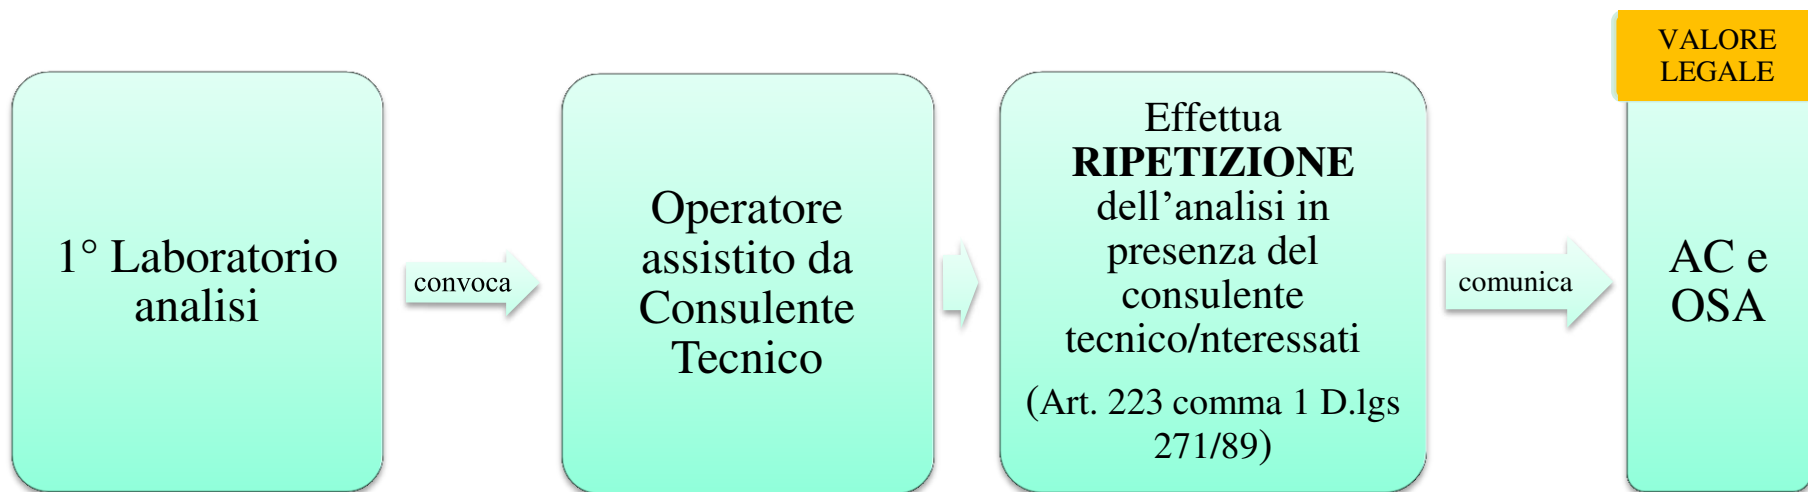 1° Laboratorio
analisi
convoca
Operatore
assistito da
Consulente
Tecnico
Effettua
RIPETIZIONE
dell’analisi in
presenza del
consulente
tecnico/nteressati
(Art. 223 comma 1 D.lgs
271/89)
comunica
VALORE
LEGALE
AC e
OSA